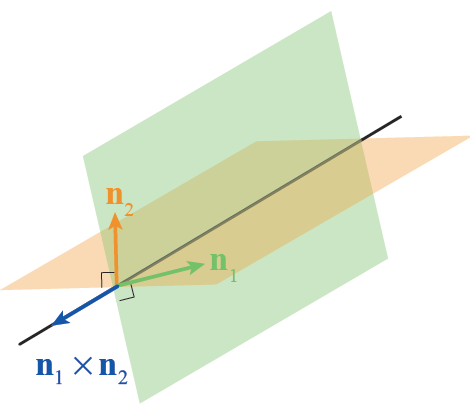 n₂
n₁
n₁ × n₂